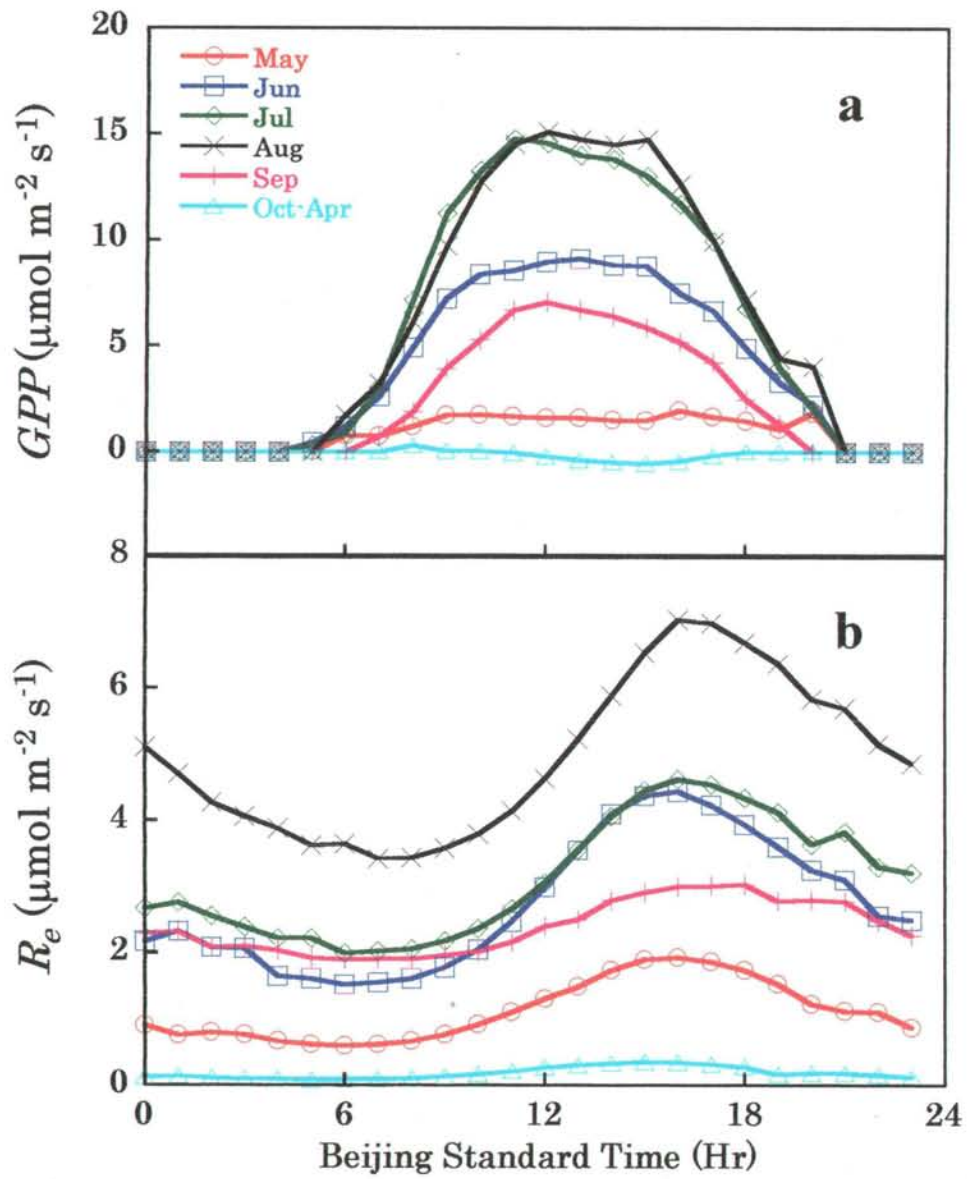 20
15
10
5
0
GPP (μmol m-2 s-1)
May
Jun
Jul
Aug
Sep
Oct-Apr
a
8
6
4
2
0
Re (μmol m-2 s-1)
b
0 6 12 18 24
Beijing Standard Time (Hr)